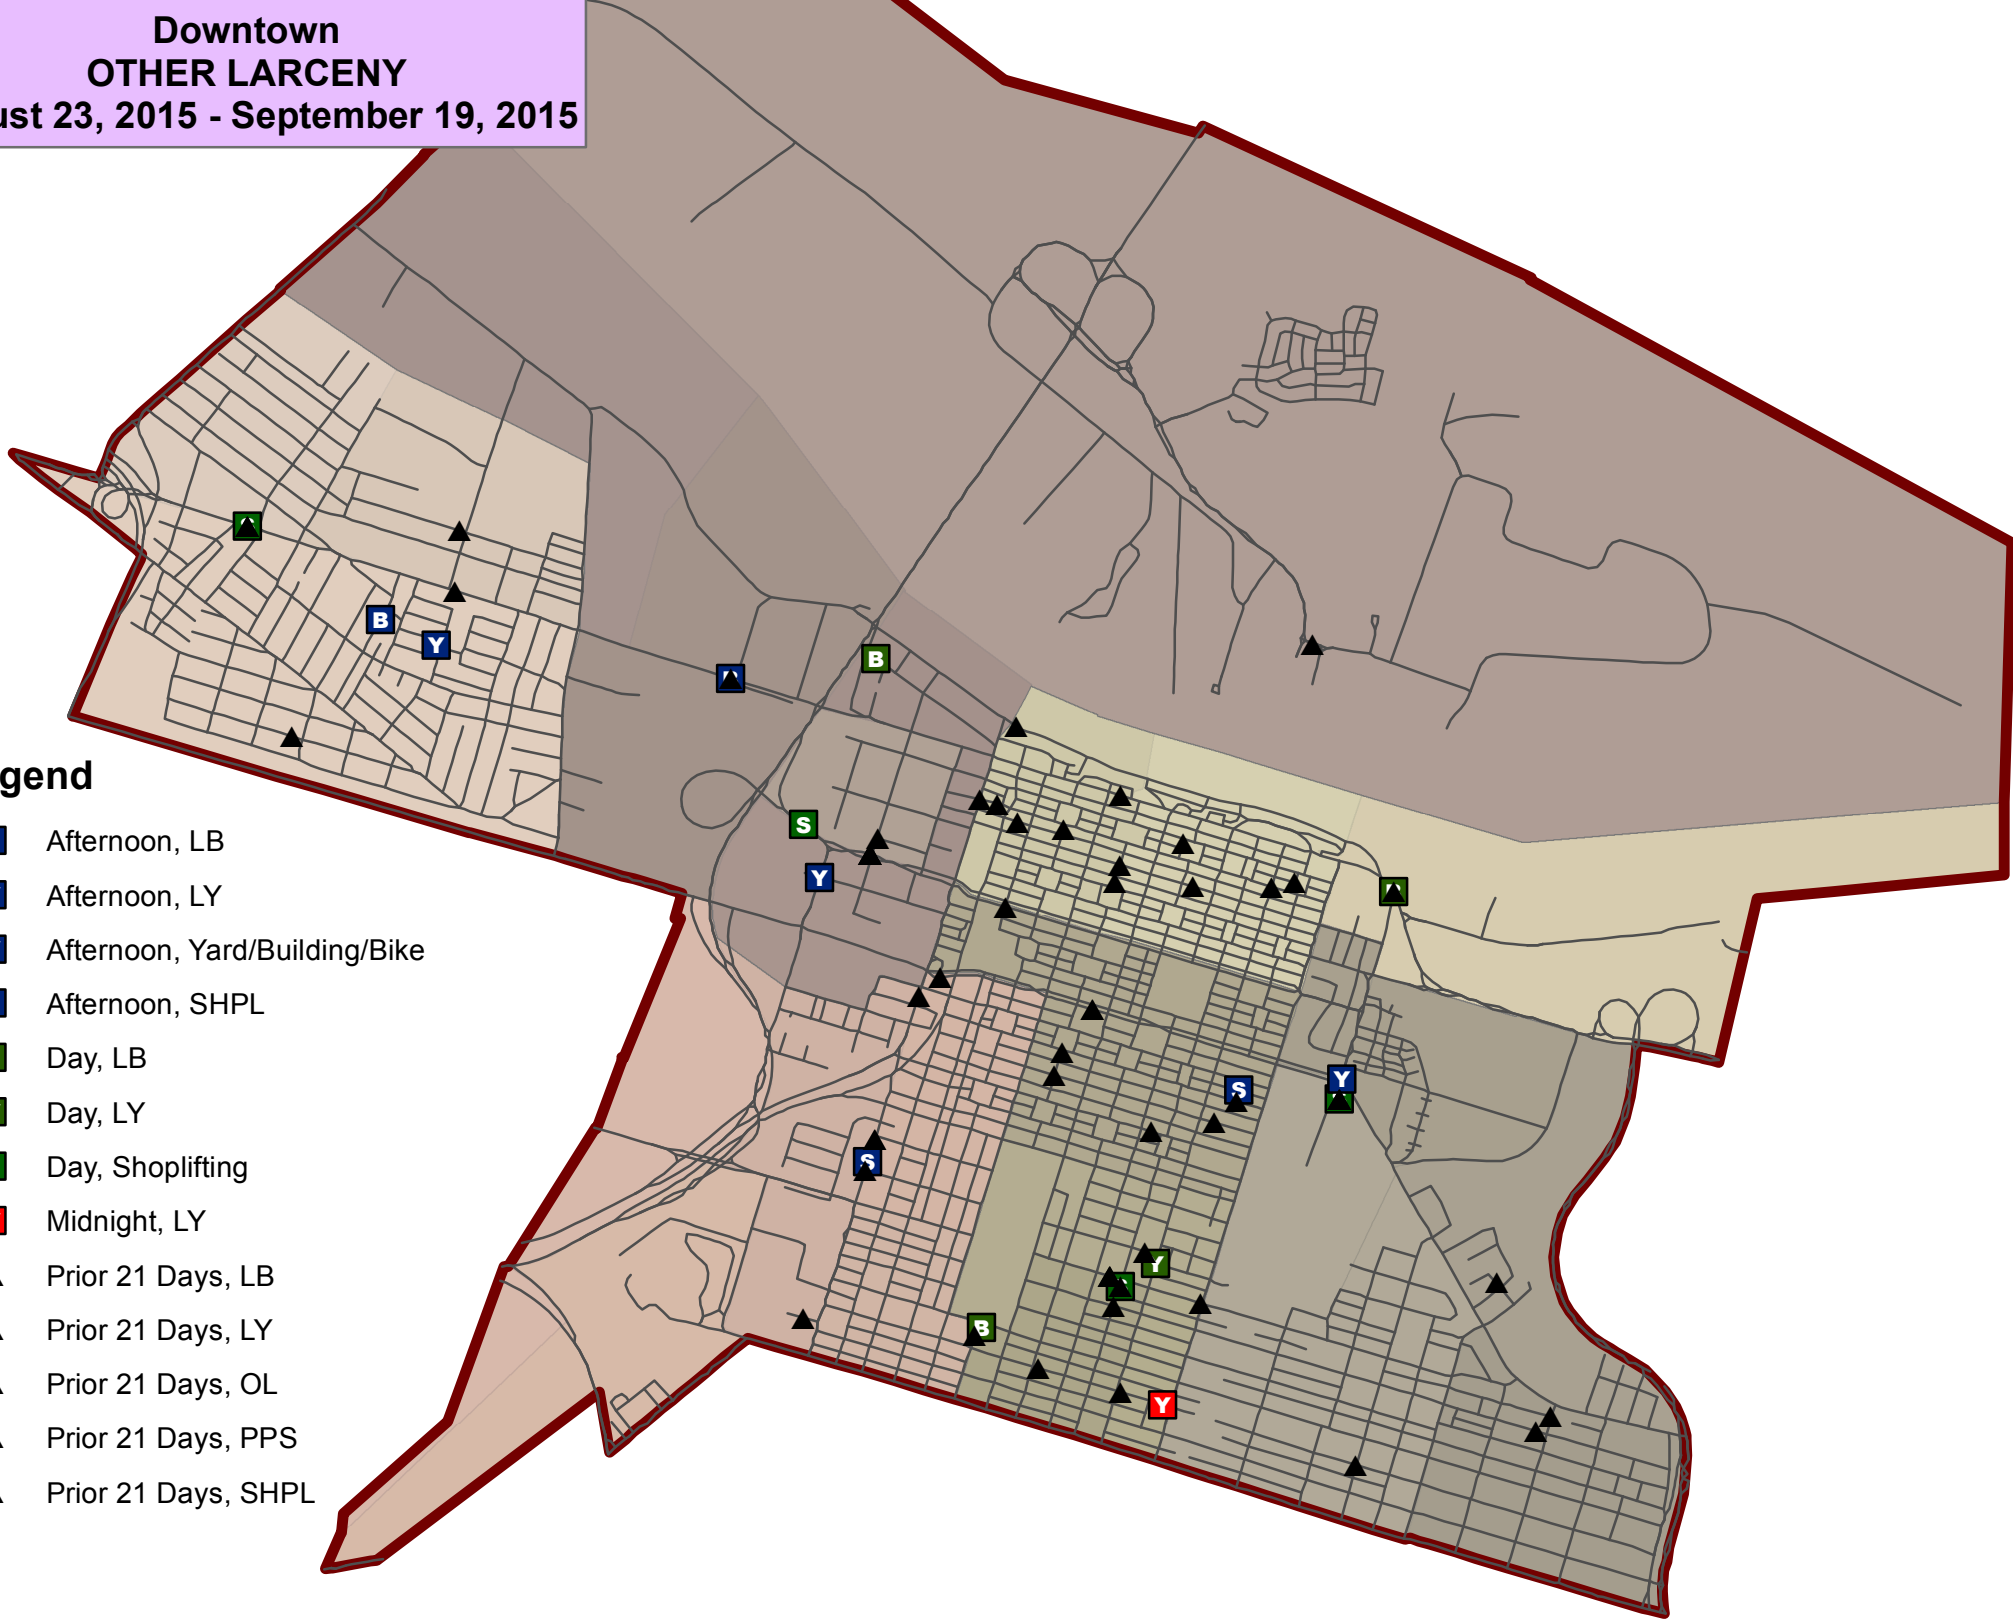 Downtown
OTHER LARCENY
ust 23, 2015 - September 19, 2015
gend
Afternoon, LB
Afternoon, LY
Afternoon, Yard/Building/Bike
Afternoon, SHPL
Day, LB
Day, LY
Day, Shoplifting
Midnight, LY
Prior 21 Days, LB
Prior 21 Days, LY
Prior 21 Days, OL
Prior 21 Days, PPS
Prior 21 Days, SHPL
B
Y
B
S
Y
S
Y
S
Y
B
Y